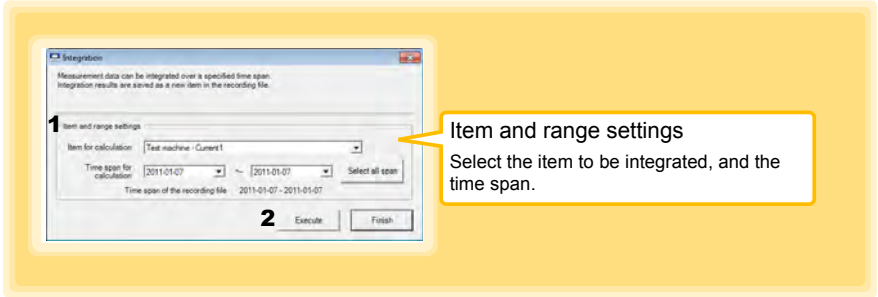 Integration
Measurement data can be integrated over a specified time span.
Integration results are saved as a new item in the recording file.
1
Item and range settings
Item for calculation Test machine - Current1
Time span for
calculation 2011-01-07 ~ 2011-01-07 Select all span
Time span of the recording file 2011-01-07 - 2011-01-07
2 Execute Finish
Item and range settings
Select the item to be integrated, and the
time span.